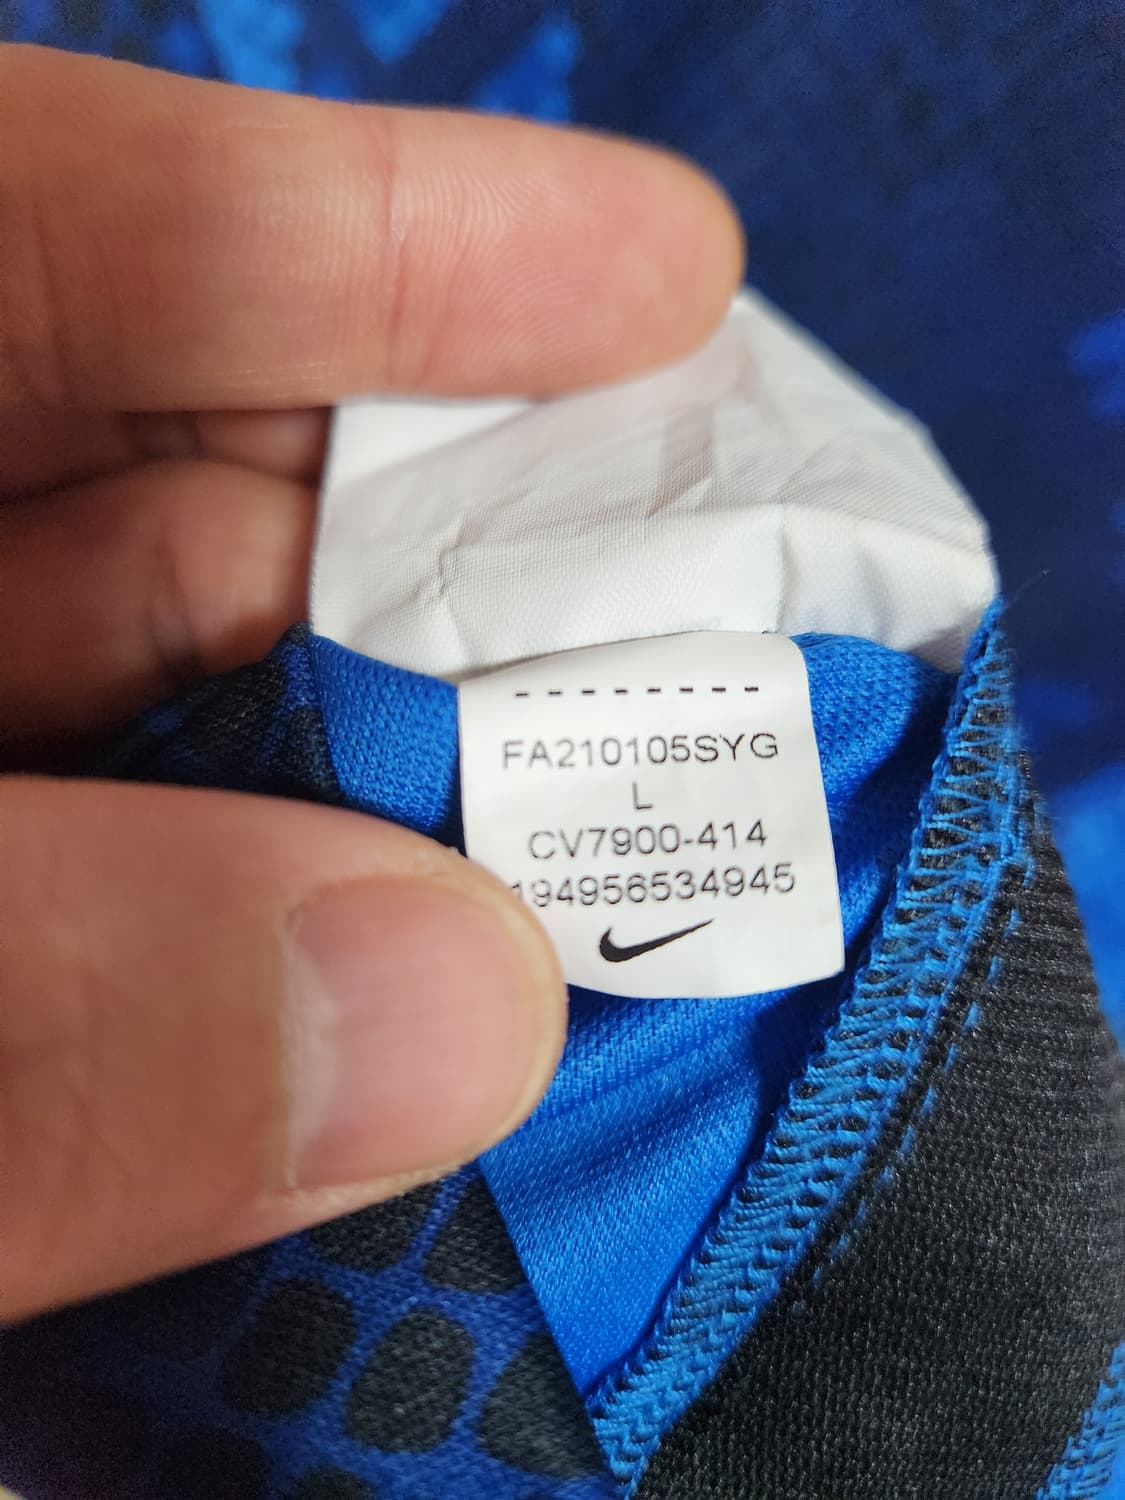 --------
FA210105SYG
L
CV7900-414
194956534945